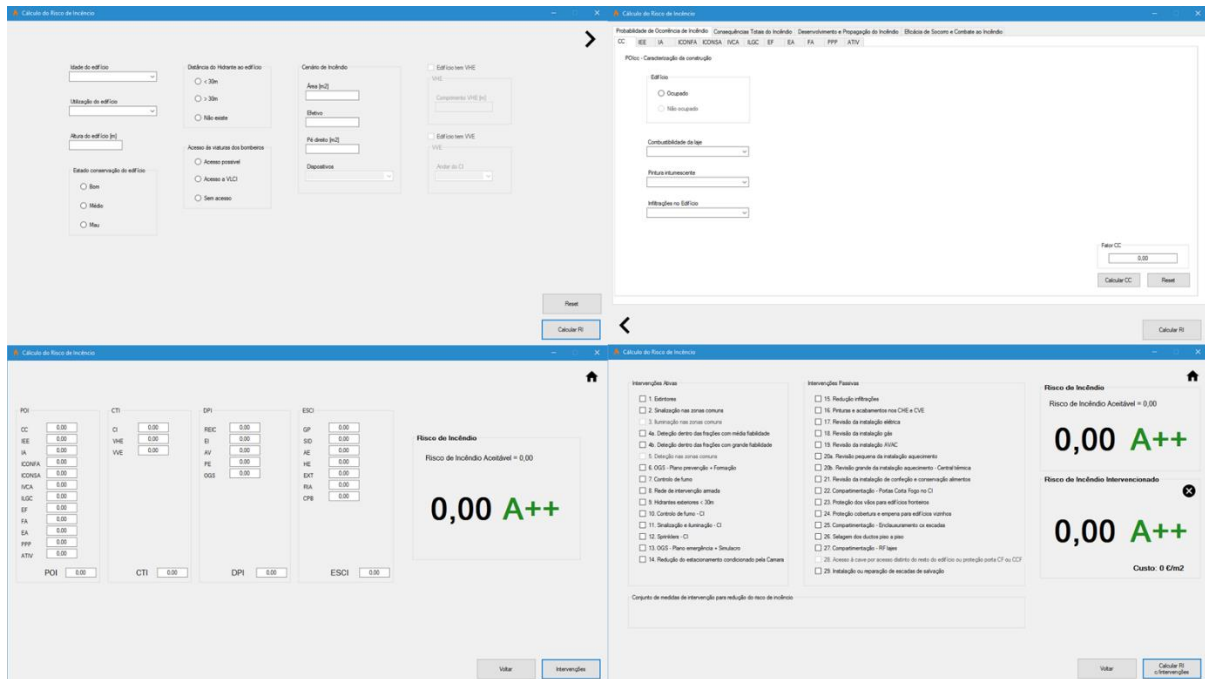 Cálculo do Risco de Incêncio
Idade do edifício
Utilização do edifício
Altura do edifício [m]
Estado conservação do edifício
Bom
Médio
Mau
Distância do Hidrante ao edifício
< 30m
> 30m
Não existe
Acesso de viaturas dos bombeiros
Acesso possível
Acesso a VLCI
Sem acesso
Cenário de Incêndio
Área [m2]
Efetivo
Pé direito [m2]
Dispositivos
Edifício tem VHE
VHE
Comprimento VHE [m]
Edifício tem VVE
VVE
Andar do CI
Reset
Calcular RI
Cálculo do Risco de Incêncio
Probabilidade de Ocorrência de Incêndio Consequências Totais do Incêndio Desenvolvimento e Propagação do Incêndio Eficácia de Socorro e Combate ao Incêndio
CC IEE IA ICONFA ICONSA IVCA ILGC EF EA FA PPP ATIV
POIcc - Caracterização da construção
Edifício
Ocupado
Não ocupado
Combustibilidade da laje
Pintura intumescente
Infiltrações no Edifício
Fator CC
0,00
Calcular CC Reset
Calcular RI
Cálculo do Risco de Incêncio
POI
CC 0.00
IEE 0.00
IA 0.00
ICONFA 0.00
ICONSA 0.00
IVCA 0.00
ILGC 0.00
EF 0.00
FA 0.00
EA 0.00
PPP 0.00
ATIV 0.00
POI 0.00
CTI
CI 0.00
VHE 0.00
VVE 0.00
CTI 0.00
DPI
REIC 0.00
EI 0.00
AV 0.00
PE 0.00
OGS 0.00
DPI 0.00
ESCI
GP 0.00
SID 0.00
AE 0.00
HE 0.00
EXT 0.00
RIA 0.00
CPB 0.00
ESCI 0.00
Risco de Incêndio
Risco de Incêndio Aceitável = 0,00
0,00 A++
Voltar Intervenções
Cálculo do Risco de Incêncio
Intervenções Ativas
1. Extintores
2. Sinalização nas zonas comuns
3. Iluminação nas zonas comuns
4a. Deteção dentro das frações com média fiabilidade
4b. Deteção dentro das frações com grande fiabilidade
5. Deteção nas zonas comuns
6. OGS - Plano prevenção + Formação
7. Controlo de fumo
8. Rede de intervenção armada
9. Hidrantes exteriores < 30m
10. Controlo de fumo - CI
11. Sinalização e iluminação - CI
12. Sprinklers - CI
13. OGS - Plano emergência + Simulacro
14. Redução do estacionamento condicionado pela Camara
Intervenções Passivas
15. Redução infiltrações
16. Pinturas e acabamentos nos CHE e CVE
17. Revisão da instalação elétrica
18. Revisão da instalação gás
19. Revisão da instalação AVAC
20a. Revisão pequena da instalação aquecimento
20b. Revisão grande da instalação aquecimento - Central térmica
21. Revisão da instalação de confeção e conservação alimentos
22. Compartimentação - Portas Corta Fogo no CI
23. Proteção dos vãos para edifícios fronteiros
24. Proteção cobertura e empena para edifícios vizinhos
25. Compartimentação - Enclausuramento os escadas
26. Selagem dos ductos piso a piso
27. Compartimentação - RF lajes
28. Acesso à cave por acesso distinto do resto do edifício ou proteção porta CF ou CCF
29. Instalação ou reparação de escadas de salvação
Conjunto de medidas de intervenção para redução do risco de incêncio
Risco de Incêndio
Risco de Incêndio Aceitável = 0,00
0,00 A++
Risco de Incêndio Intervencionado
0,00 A++
Custo: 0 €/m2
Voltar
Calcular RI
c/Intervenções